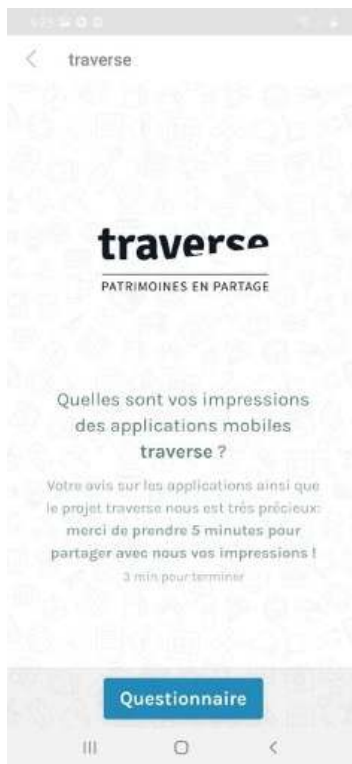 traverse
traverse
PATRIMOINES EN PARTAGE
Quelles sont vos impressions
des applications mobiles
traverse ?
Votre avis sur les applications ainsi que
le projet traverse nous est très précieux:
merci de prendre 5 minutes pour
partager avec nous vos impressions !
3 min pour terminer
Questionnaire